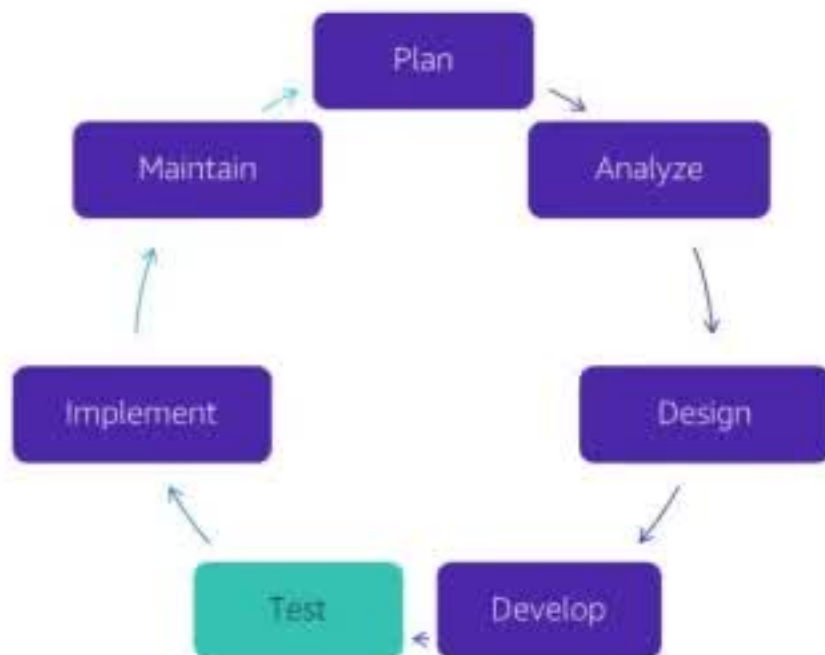 Plan
Analyze
Design
Develop
Test
Implement
Maintain